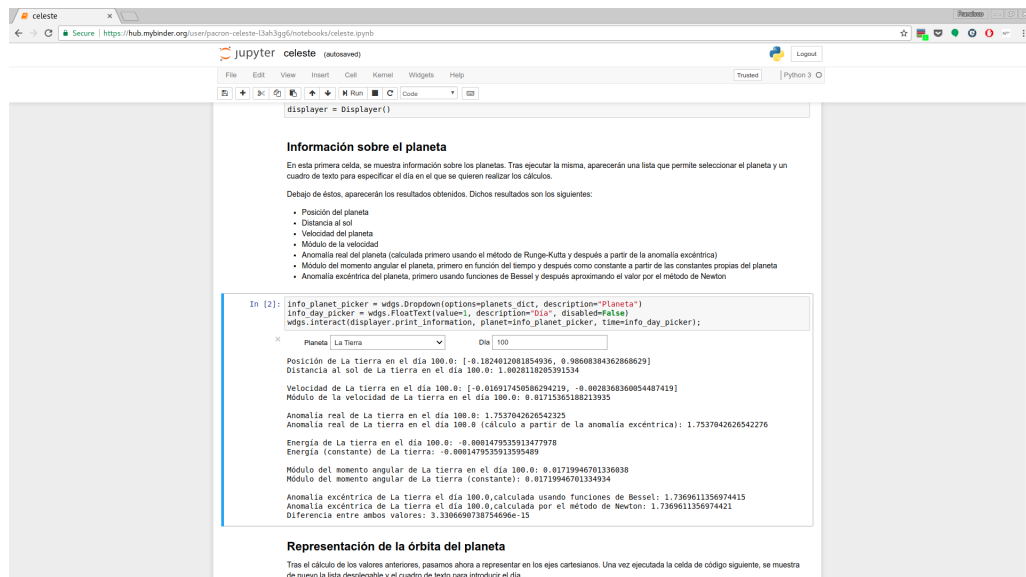 celeste
Francisco
Secure | https://hub.mybinder.org/user/pacron-celeste-l3ah3gg6/notebooks/celeste.ipynb
jupyter celeste (autosaved)
Logout
File Edit View Insert Cell Kernel Widgets Help
Trusted Python 3
Run Code
displayer = Displayer()
Información sobre el planeta
En esta primera celda, se muestra información sobre los planetas. Tras ejecutar la misma, aparecerán una lista que permite seleccionar el planeta y un
cuadro de texto para especificar el día en el que se quieren realizar los cálculos.
Debajo de éstos, aparecerán los resultados obtenidos. Dichos resultados son los siguientes:
• Posición del planeta
• Distancia al sol
• Velocidad del planeta
• Módulo de la velocidad
• Anomalía real del planeta (calculada primero usando el método de Runge-Kutta y después a partir de la anomalía excéntrica)
• Módulo del momento angular el planeta, primero en función del tiempo y después como constante a partir de las constantes propias del planeta
• Anomalía excéntrica del planeta, primero usando funciones de Bessel y después aproximando el valor por el método de Newton
In [2]: info_planet_picker = wdgs.Dropdown(options=planets_dict, description="Planeta")
info_day_picker = wdgs.FloatText(value=1, description="Día", disabled=False)
wdgs.interact(displayer.print_information, planet=info_planet_picker, time=info_day_picker);
Planeta La Tierra Día 100
Posición de La tierra en el día 100.0: [-0.1824012081854936, 0.98608384362868629]
Distancia al sol de La tierra en el día 100.0: 1.0028118205391534
Velocidad de La tierra en el día 100.0: [-0.016917450586294219, -0.0028368360054487419]
Módulo de la velocidad de La tierra en el día 100.0: 0.01715365188213935
Anomalía real de La tierra en el día 100.0: 1.7537042626542325
Anomalía real de La tierra en el día 100.0 (cálculo a partir de la anomalía excéntrica): 1.7537042626542276
Energía de La tierra en el día 100.0: -0.0001479535913477978
Energía (constante) de La tierra: -0.0001479535913595489
Módulo del momento angular de La tierra en el día 100.0: 0.01719946701336038
Módulo del momento angular de La tierra (constante): 0.01719946701334934
Anomalía excéntrica de La tierra el día 100.0,calculada usando funciones de Bessel: 1.7369611356974415
Anomalía excéntrica de La tierra el día 100.0,calculada por el método de Newton: 1.7369611356974421
Diferencia entre ambos valores: 3.3306690738754696e-15
Representación de la órbita del planeta
Tras el cálculo de los valores anteriores, pasamos ahora a representar en los ejes cartesianos. Una vez ejecutada la celda de código siguiente, se muestra
de nuevo la lista desplegable y el cuadro de texto para introducir el día.